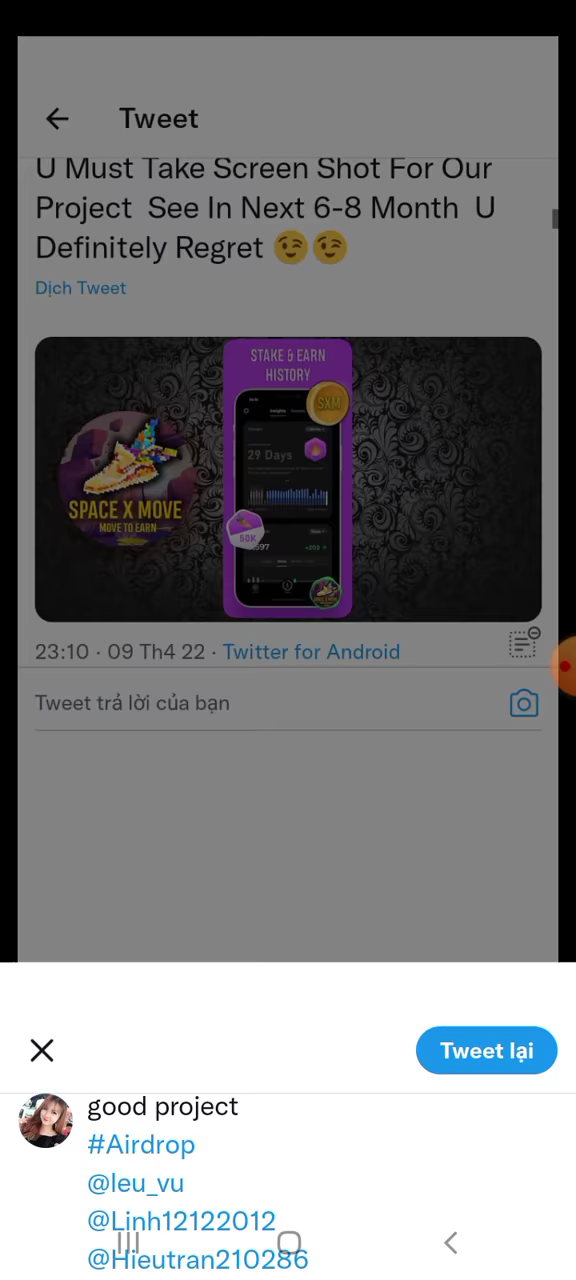 Tweet
U Must Take Screen Shot For Our
Project See In Next 6-8 Month U
Definitely Regret 😉😉
Dịch Tweet
STAKE & EARN
HISTORY
SXM
29 Days
SPACE X MOVE
MOVE TO EARN
50K
23:10 · 09 Th4 22 · Twitter for Android
Tweet trả lời của bạn
Tweet lại
good project
#Airdrop
@leu_vu
@Linh12122012
@Hieutran210286